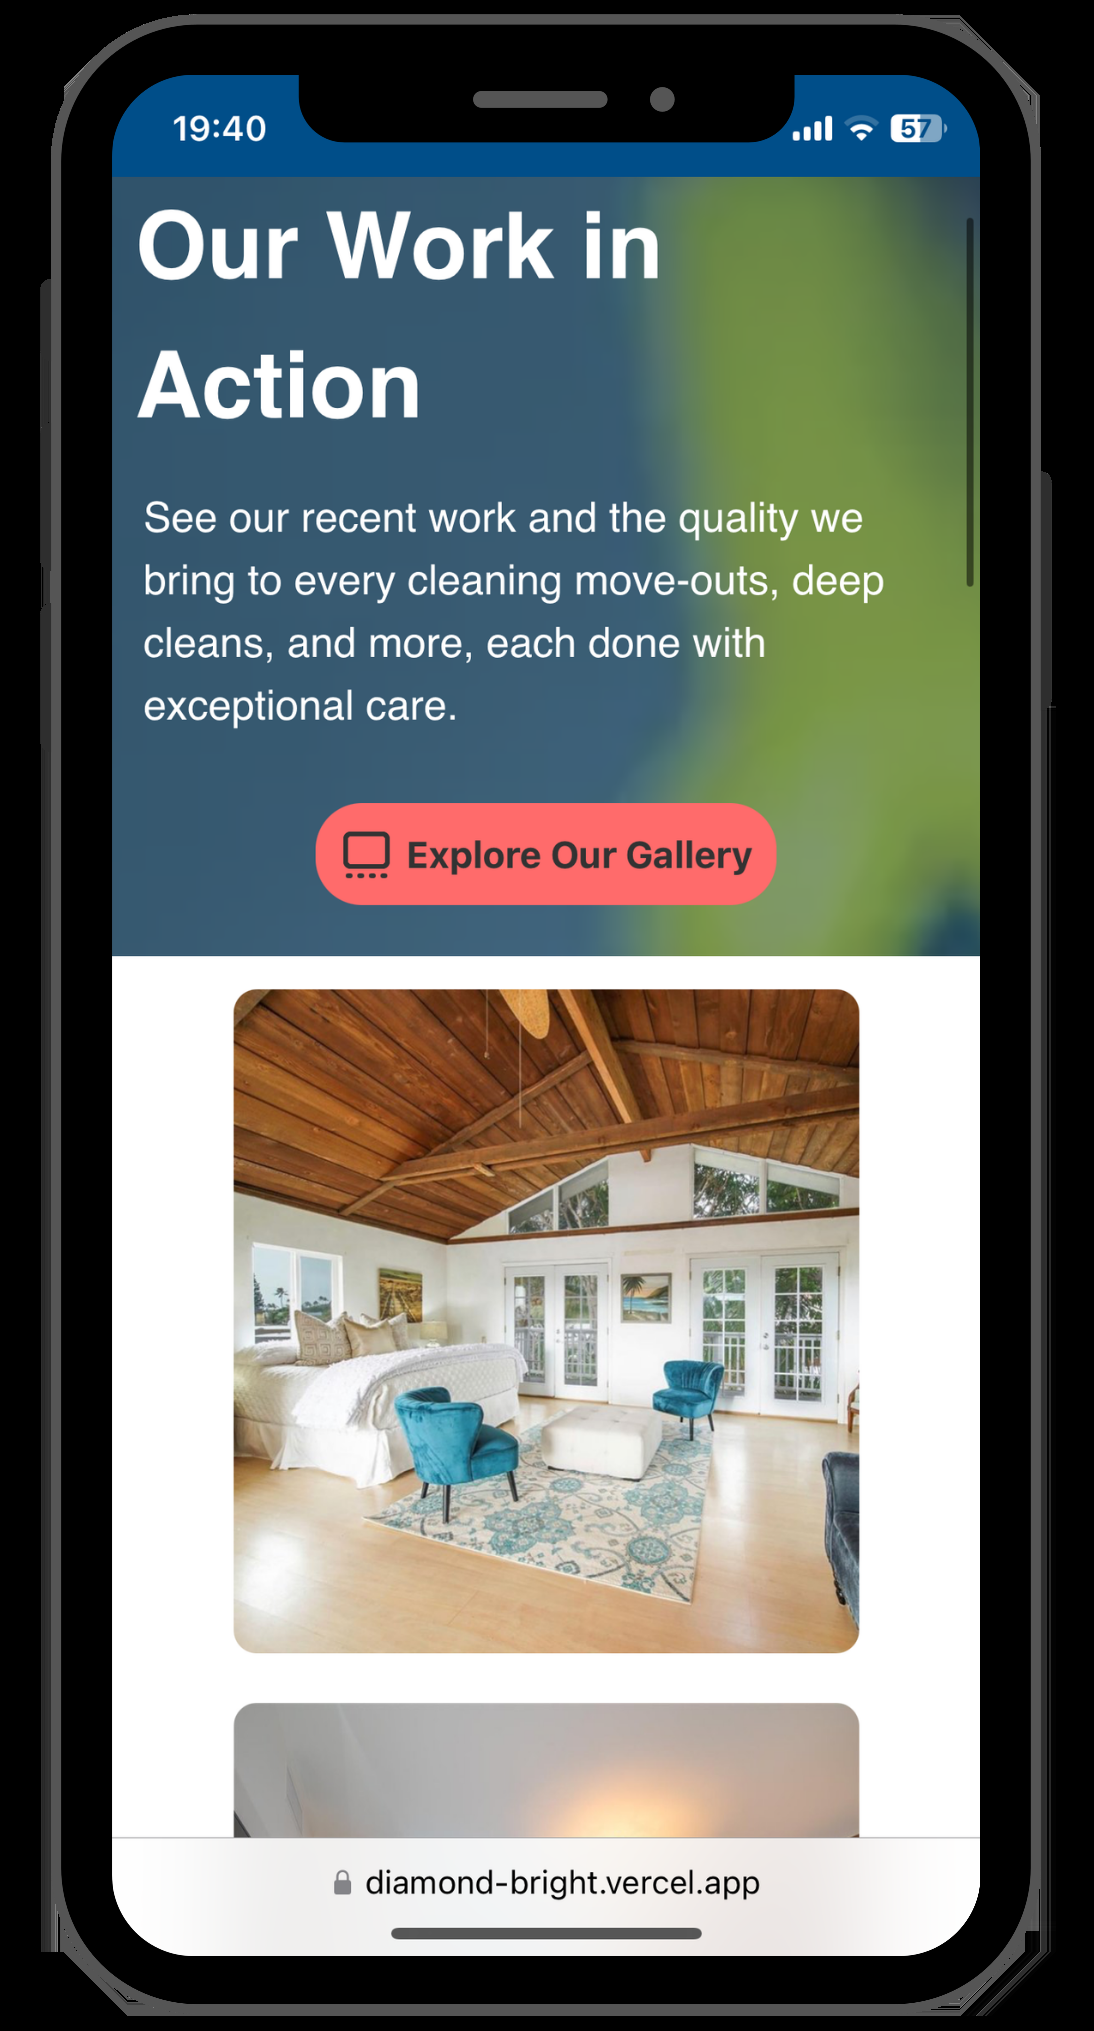 19:40
57
Our Work in
Action
See our recent work and the quality we
bring to every cleaning move-outs, deep
cleans, and more, each done with
exceptional care.
Explore Our Gallery
diamond-bright.vercel.app